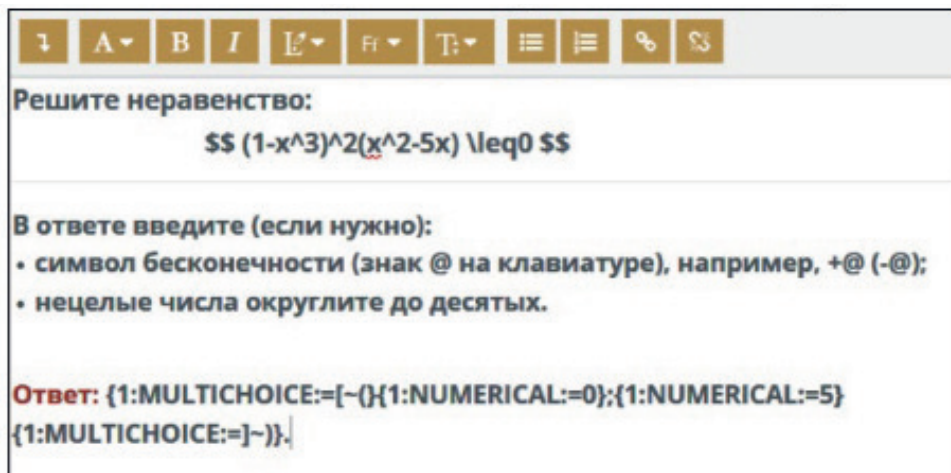 A B I Ff T:
Решите неравенство:
$$ (1-x^3)^2(x^2-5x) \leq0 $$
В ответе введите (если нужно):
• символ бесконечности (знак @ на клавиатуре), например, +@ (-@);
• нецелые числа округлите до десятых.
Ответ: {1:MULTICHOICE:=[~(}{1:NUMERICAL:=0};{1:NUMERICAL:=5}
{1:MULTICHOICE:=]~)}.